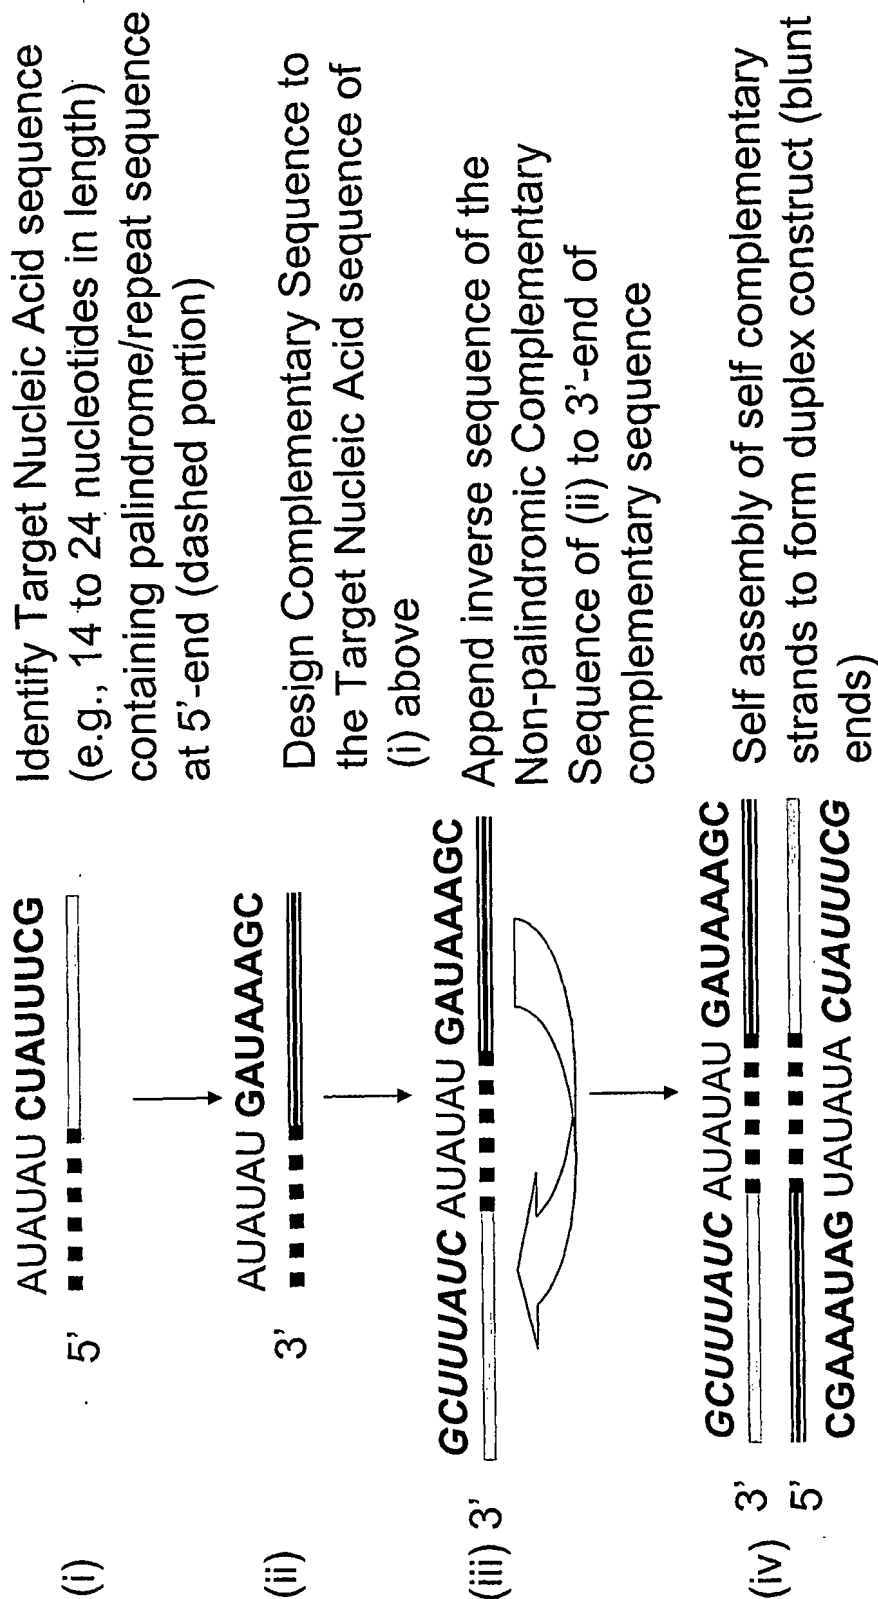 (i)
AUAUAU CUAUUUCG
5’
Identify Target Nucleic Acid sequence
(e.g., 14 to 24 nucleotides in length)
containing palindrome/repeat sequence
at 5’-end (dashed portion)
(ii)
AUAUAU GAUAAAGC
3’
Design Complementary Sequence to
the Target Nucleic Acid sequence of
(i) above
GCUUUAUC AUAUAU GAUAAAGC
(iii) 3’
Append inverse sequence of the
Non-palindromic Complementary
Sequence of (ii) to 3’-end of
complementary sequence
(iv)
GCUUUAUC AUAUAU GAUAAAGC
3’
5’
CGAAAUAG UAUAUA CUAUUUCG
Self assembly of self complementary
strands to form duplex construct (blunt
ends)